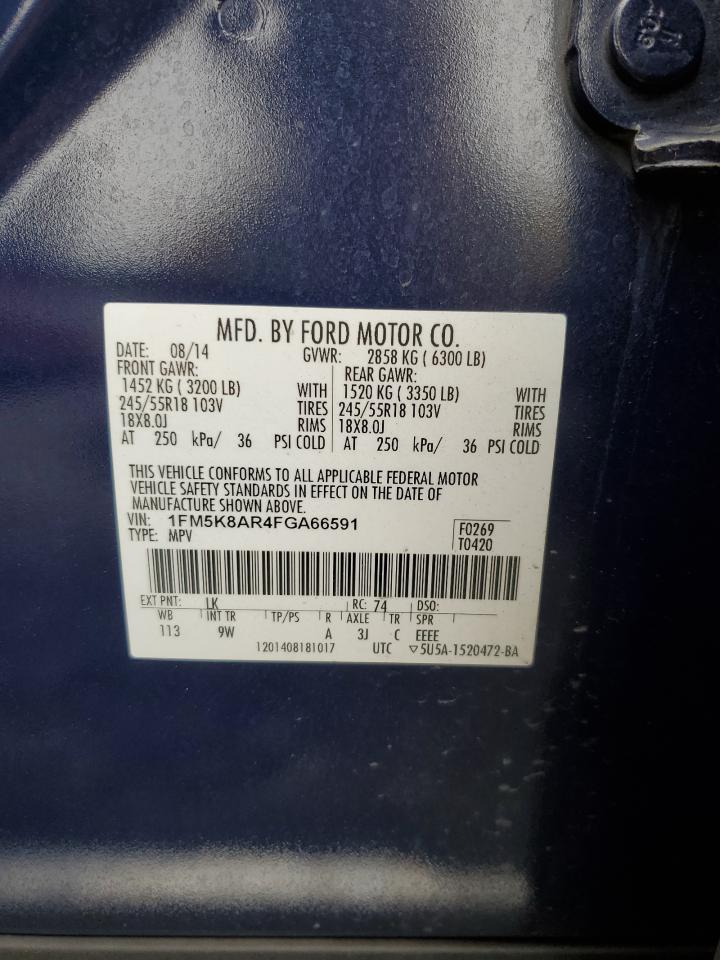 MFD. BY FORD MOTOR CO.
DATE: 08/14 GVWR: 2858 KG ( 6300 LB)
FRONT GAWR: REAR GAWR:
1452 KG ( 3200 LB) WITH 1520 KG ( 3350 LB) WITH
245/55R18 103V TIRES 245/55R18 103V TIRES
18X8.0J RIMS 18X8.0J RIMS
AT 250 kPa/ 36 PSI COLD AT 250 kPa/ 36 PSI COLD
THIS VEHICLE CONFORMS TO ALL APPLICABLE FEDERAL MOTOR
VEHICLE SAFETY STANDARDS IN EFFECT ON THE DATE OF
MANUFACTURE SHOWN ABOVE.
VIN: 1FM5K8AR4FGA66591 F0269
TYPE: MPV T0420
EXT PNT: LK RC: 74 DSO:
WB INT TR TP/PS R AXLE TR SPR
113 9W A 3J C EEEE
1201408181017 UTC ▽5U5A-1520472-BA